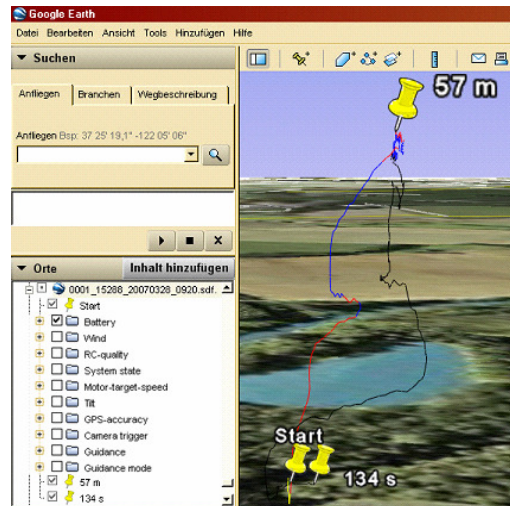 Google Earth
Datei Bearbeiten Ansicht Tools Hinzufügen Hilfe
Suchen
Anfliegen Branchen Wegbeschreibung
Anfliegen Bsp: 37 25' 19,1" -122 05' 06"
Orte Inhalt hinzufügen
0001_15288_20070328_0920.sdf.
Start
Battery
Wind
RC-quality
System state
Motor-target-speed
Tilt
GPS-accuracy
Camera trigger
Guidance
Guidance mode
57 m
134 s
57 m
Start
134 s